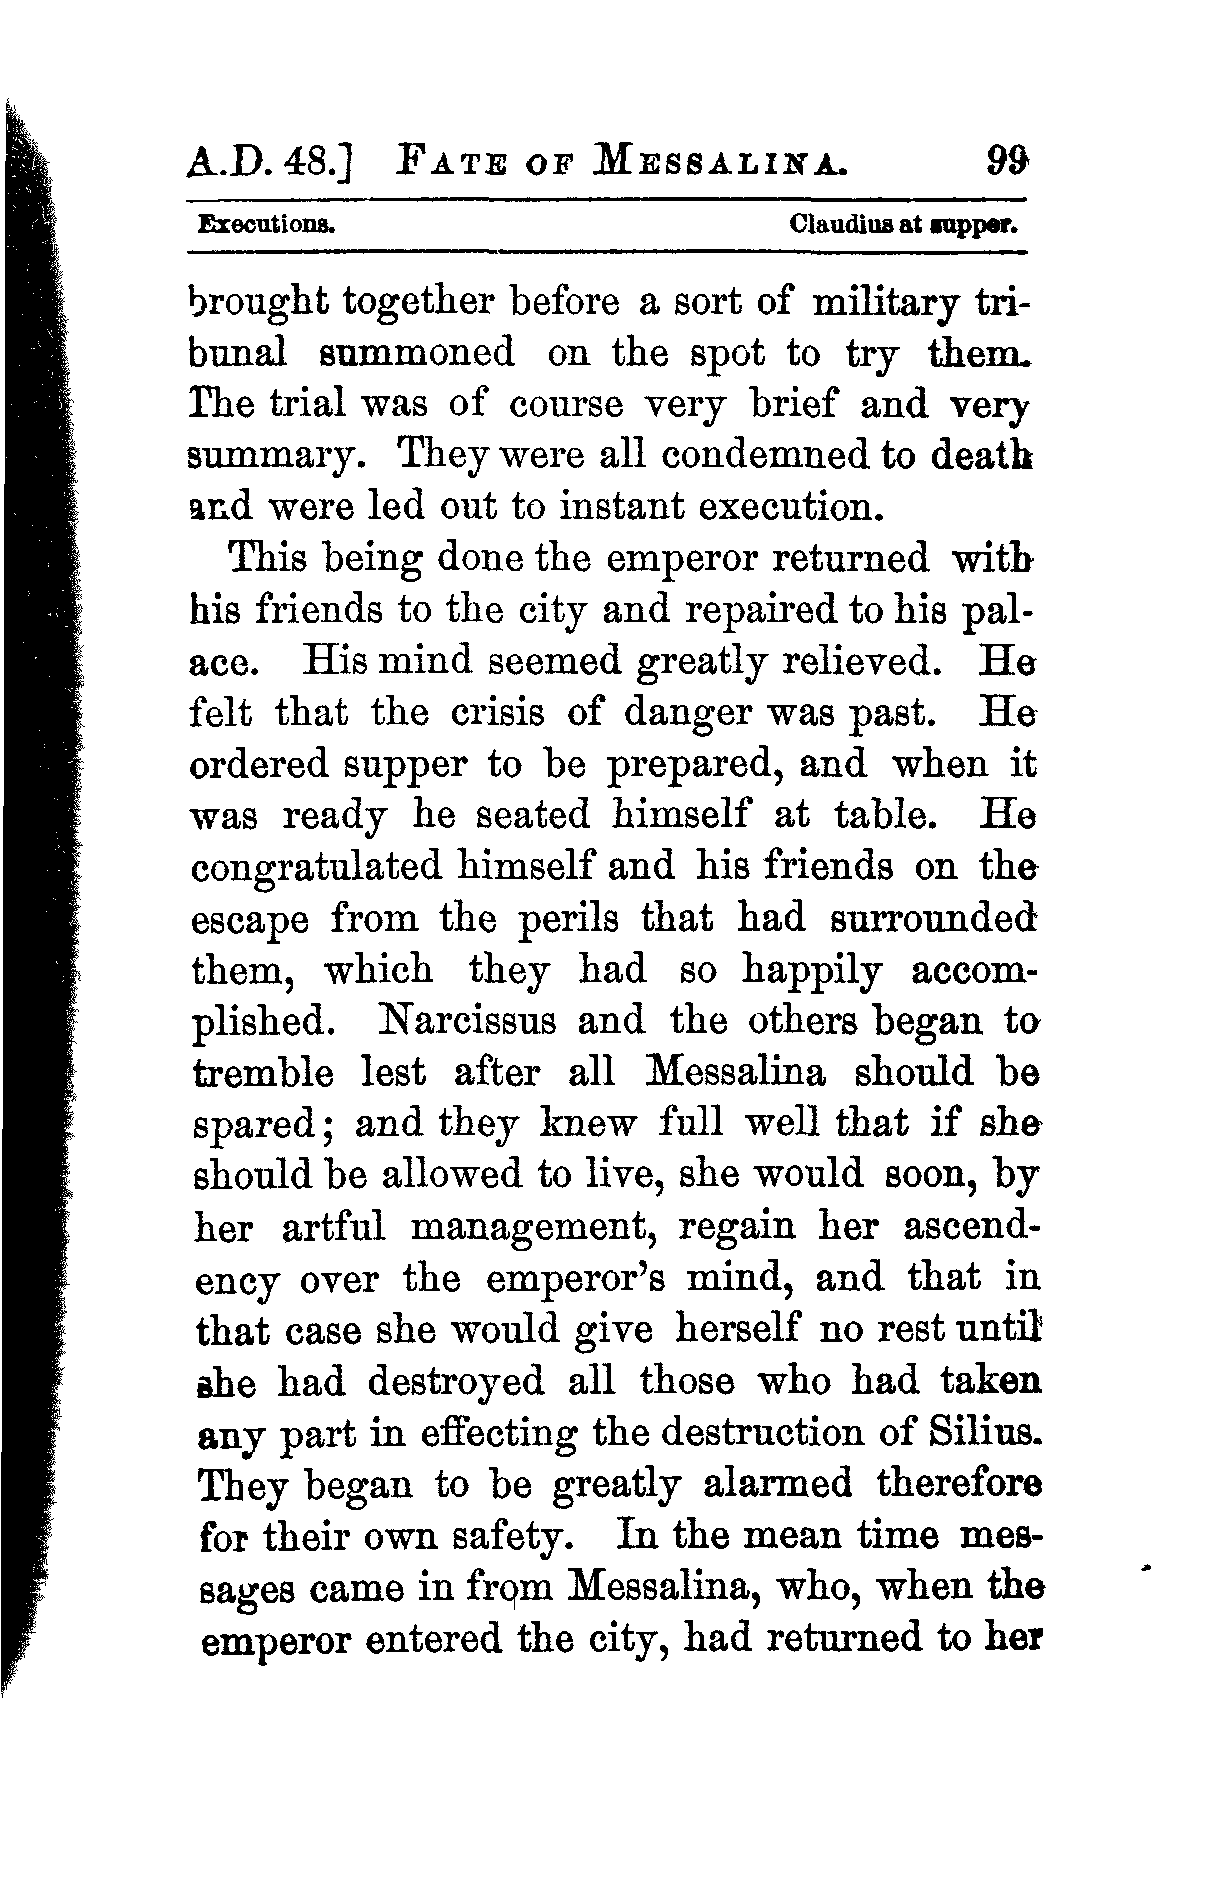 A.D. 48.] FATE OF MESSALINA. 99
Executions. Claudius at supper.
brought together before a sort of military tri-
bunal summoned on the spot to try them.
The trial was of course very brief and very
summary. They were all condemned to death
and were led out to instant execution.
This being done the emperor returned with
his friends to the city and repaired to his pal-
ace. His mind seemed greatly relieved. He
felt that the crisis of danger was past. He
ordered supper to be prepared, and when it
was ready he seated himself at table. He
congratulated himself and his friends on the
escape from the perils that had surrounded
them, which they had so happily accom-
plished. Narcissus and the others began to
tremble lest after all Messalina should be
spared; and they knew full well that if she
should be allowed to live, she would soon, by
her artful management, regain her ascend-
ency over the emperor's mind, and that in
that case she would give herself no rest until
she had destroyed all those who had taken
any part in effecting the destruction of Silius.
They began to be greatly alarmed therefore
for their own safety. In the mean time mes-
sages came in from Messalina, who, when the
emperor entered the city, had returned to her